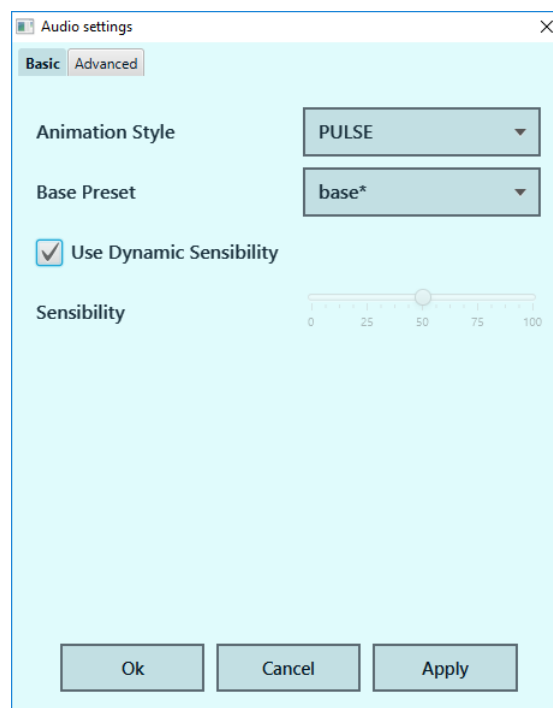 Audio settings
Basic Advanced
Animation Style PULSE
Base Preset base*
Use Dynamic Sensibility
Sensibility
0 25 50 75 100
Ok Cancel Apply